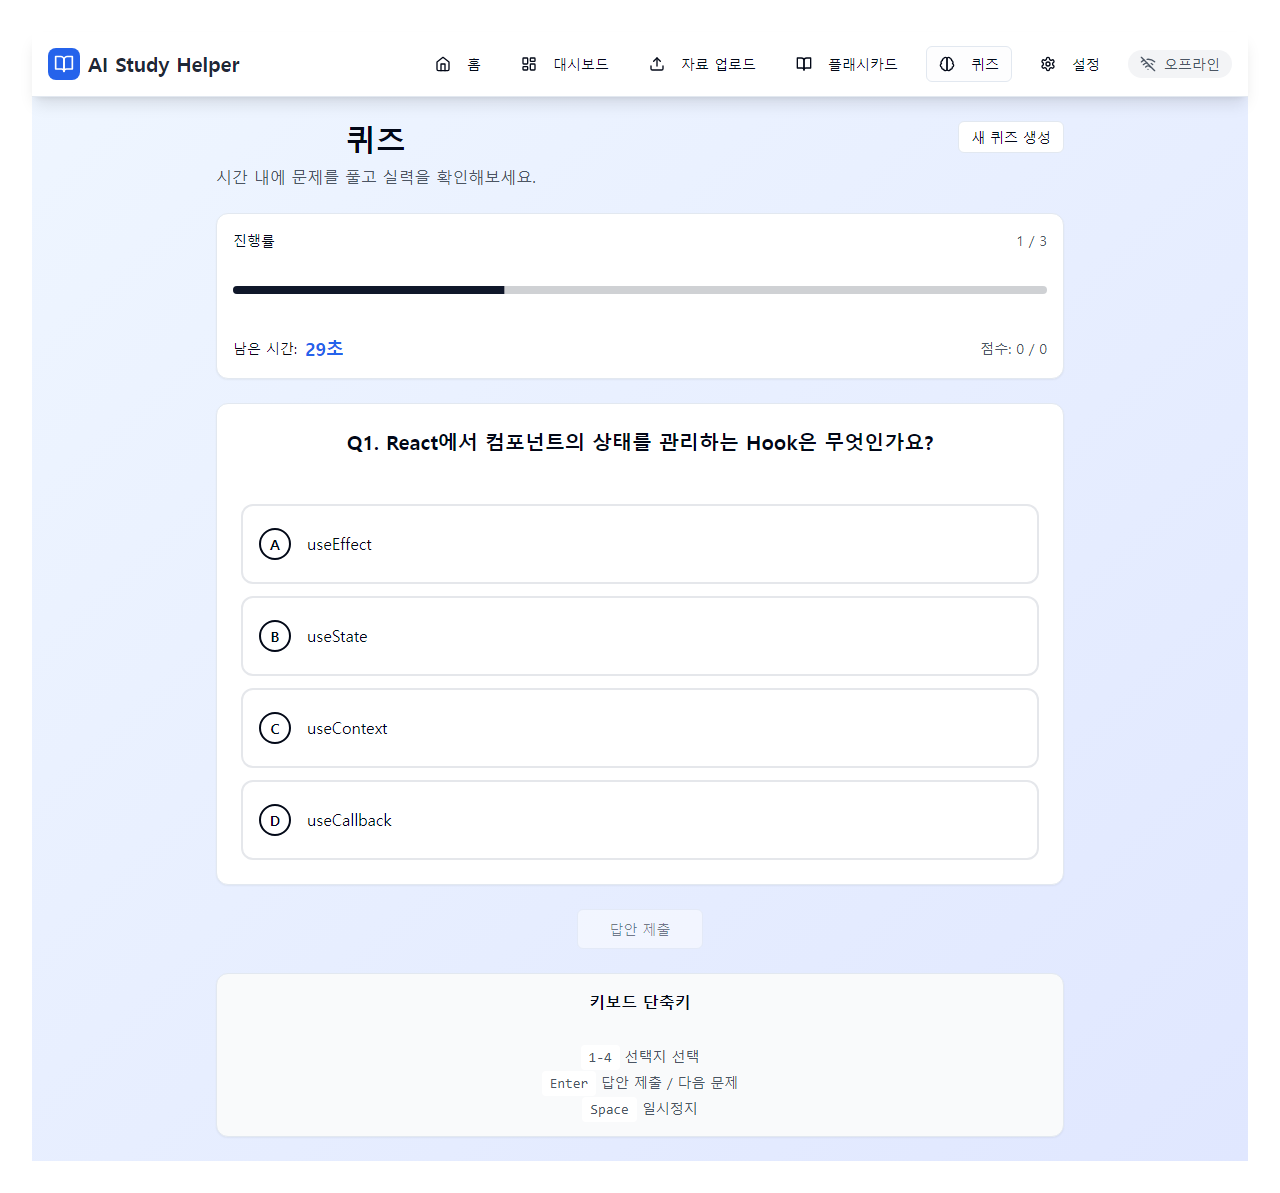 AI Study Helper 홈 대시보드 자료 업로드 플래시카드 퀴즈 설정 오프라인
퀴즈 새 퀴즈 생성
시간 내에 문제를 풀고 실력을 확인해보세요.
진행률 1 / 3
남은 시간: 29초 점수: 0 / 0
Q1. React에서 컴포넌트의 상태를 관리하는 Hook은 무엇인가요?
A useEffect
B useState
C useContext
D useCallback
답안 제출
키보드 단축키
1-4 선택지 선택
Enter 답안 제출 / 다음 문제
Space 일시정지